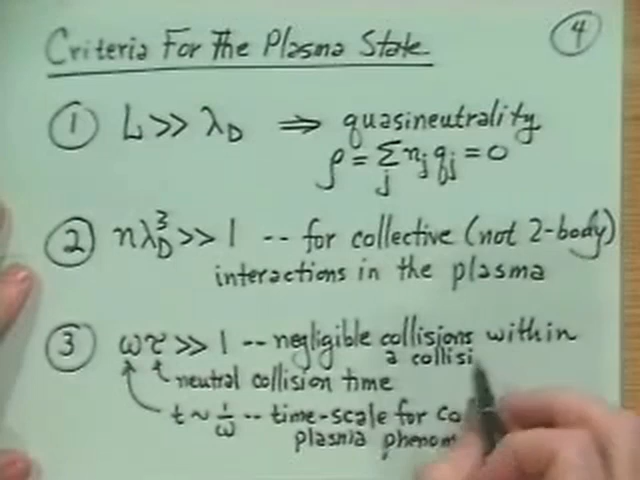 Criteria For The Plasma State
4
1 L >> λD ⇒ quasineutrality
ρ = Σj nj qj = 0
2 nλD³ >> 1 -- for collective (not 2-body)
interactions in the plasma
3 ωτ >> 1 -- negligible collisions within
a collisi
neutral collision time
t ~ 1/ω -- time-scale for co
plasma phenom